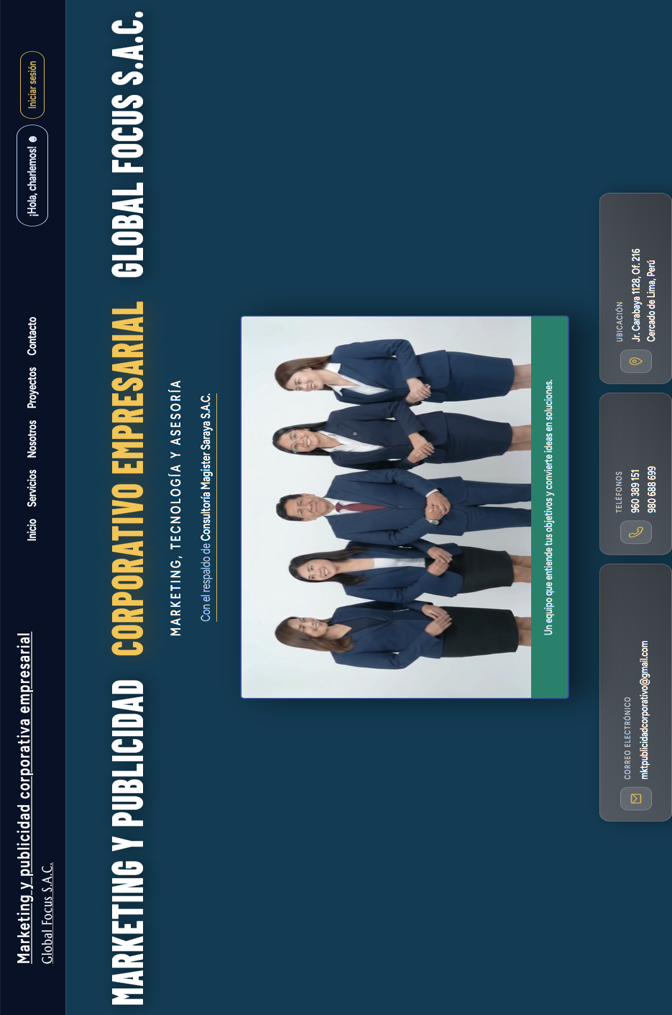 Marketing y publicidad corporativa empresarial
Global Focus S.A.C.
Inicio Servicios Nosotros Proyectos Contacto
¡Hola, charlemos!
Iniciar sesión
MARKETING Y PUBLICIDAD CORPORATIVO EMPRESARIAL GLOBAL FOCUS S.A.C.
MARKETING, TECNOLOGÍA Y ASESORÍA
Con el respaldo de Consultoría Magister Saraya S.A.C.
Un equipo que entiende tus objetivos y convierte ideas en soluciones.
CORREO ELECTRÓNICO
mktpublicidadcorporativo@gmail.com
TELÉFONOS
960 389 151
980 688 699
UBICACIÓN
Jr. Carabaya 1128, Of. 216
Cercado de Lima, Perú